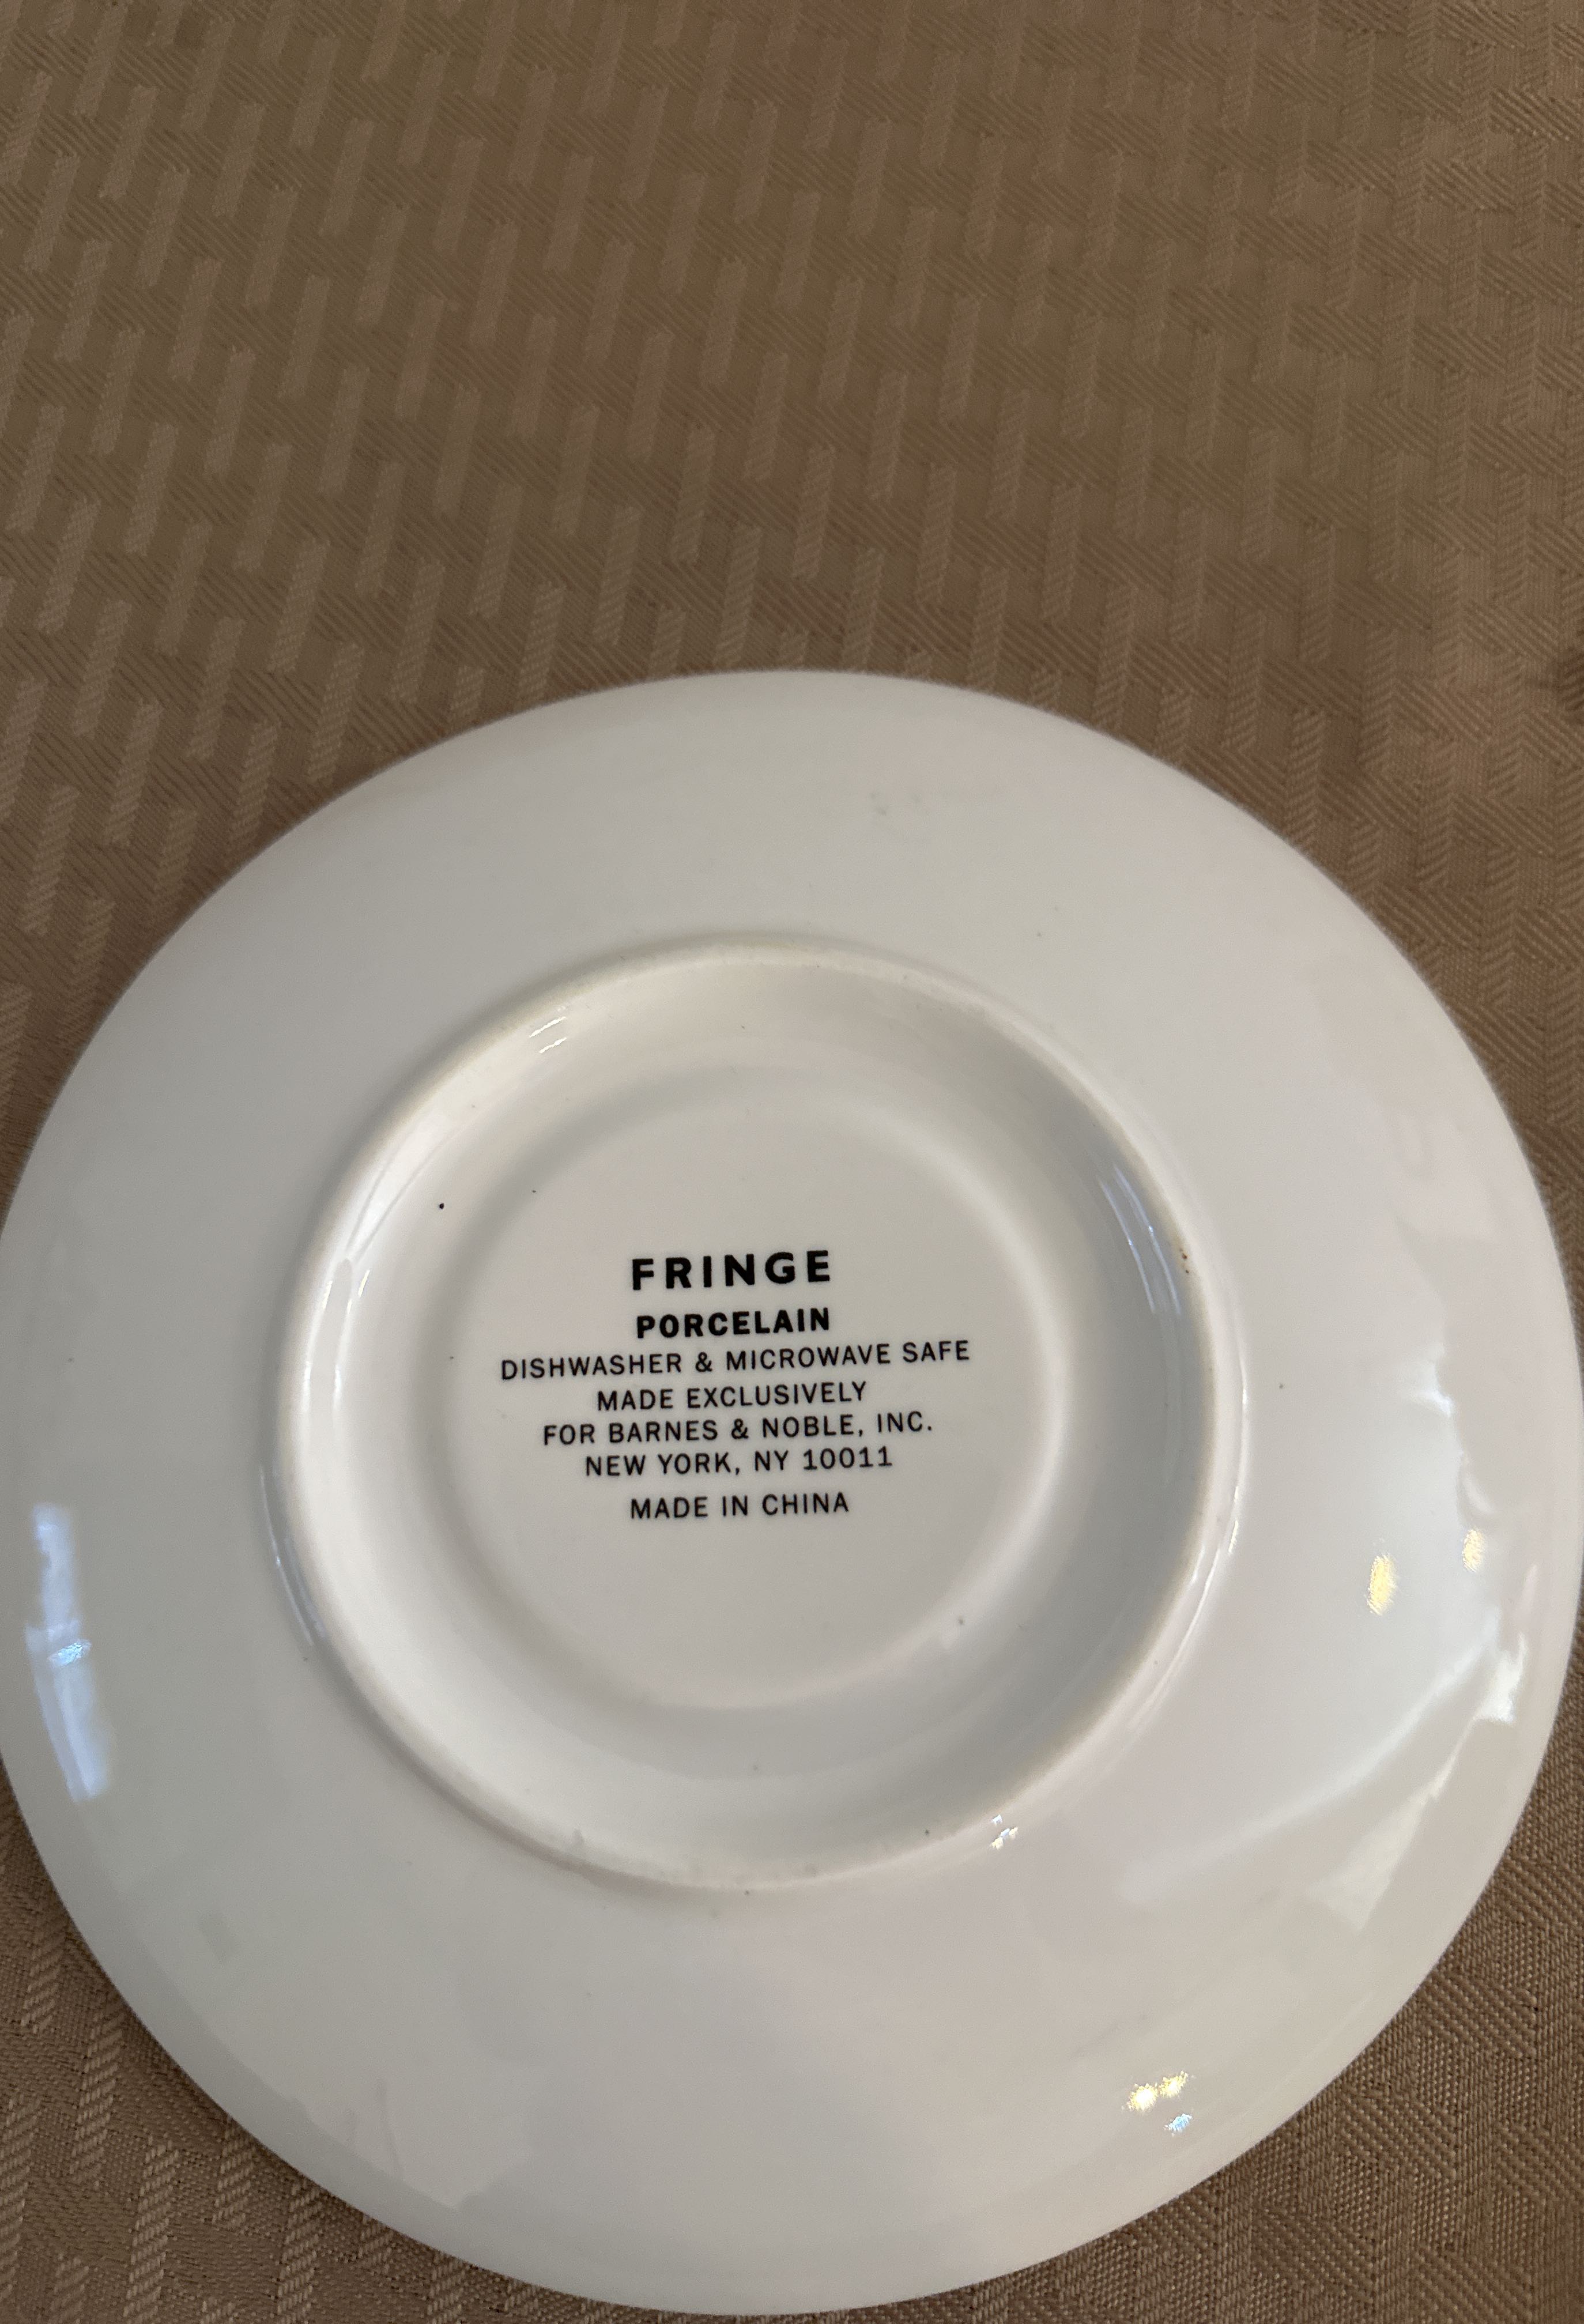 FRINGE
PORCELAIN
DISHWASHER & MICROWAVE SAFE
MADE EXCLUSIVELY
FOR BARNES & NOBLE, INC.
NEW YORK, NY 10011
MADE IN CHINA